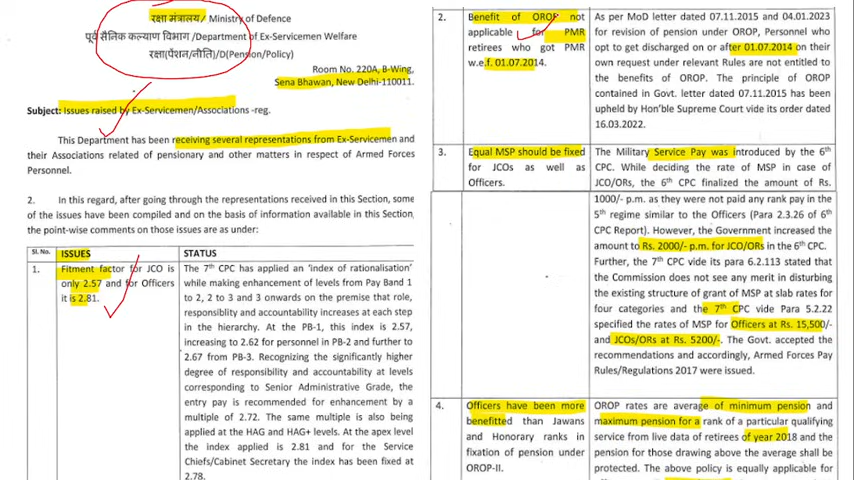 रक्षा मंत्रालय/ Ministry of Defence
पूर्व सैनिक कल्याण विभाग /Department of Ex-Servicemen Welfare
रक्षा(पेंशन/नीति)/D(Pension/Policy)
Room No. 220A, B-Wing,
Sena Bhawan, New Delhi-110011.
Subject: Issues raised by Ex-Servicemen/Associations -reg.
This Department has been receiving several representations from Ex-Servicemen and
their Associations related of pensionary and other matters in respect of Armed Forces
Personnel.
2. In this regard, after going through the representations received in this Section, some
of the issues have been compiled and on the basis of information available in this Section,
the point-wise comments on those issues are as under:
Sl. No. ISSUES STATUS
1. Fitment factor for JCO is
only 2.57 and for Officers
it is 2.81.
The 7th CPC has applied an 'index of rationalisation'
while making enhancement of levels from Pay Band 1
to 2, 2 to 3 and 3 onwards on the premise that role,
responsiblity and accountability increases at each step
in the hierarchy. At the PB-1, this index is 2.57,
increasing to 2.62 for personnel in PB-2 and further to
2.67 from PB-3. Recognizing the significantly higher
degree of responsibility and accountability at levels
corresponding to Senior Administrative Grade, the
entry pay is recommended for enhancement by a
multiple of 2.72. The same multiple is also being
applied at the HAG and HAG+ levels. At the apex level
the index applied is 2.81 and for the Service
Chiefs/Cabinet Secretary the index has been fixed at
2.78.
2. Benefit of OROP not
applicable for PMR
retirees who got PMR
w.e.f. 01.07.2014.
As per MoD letter dated 07.11.2015 and 04.01.2023
for revision of pension under OROP, Personnel who
opt to get discharged on or after 01.07.2014 on their
own request under relevant Rules are not entitled to
the benefits of OROP. The principle of OROP
contained in Govt. letter dated 07.11.2015 has been
upheld by Hon'ble Supreme Court vide its order dated
16.03.2022.
3. Equal MSP should be fixed
for JCOs as well as
Officers.
The Military Service Pay was introduced by the 6th
CPC. While deciding the rate of MSP in case of
JCO/ORs, the 6th CPC finalized the amount of Rs.
1000/- p.m. as they were not paid any rank pay in the
5th regime similar to the Officers (Para 2.3.26 of 6th
CPC Report). However, the Government increased the
amount to Rs. 2000/- p.m. for JCO/ORs in the 6th CPC.
Further, the 7th CPC vide its para 6.2.113 stated that
the Commission does not see any merit in disturbing
the existing structure of grant of MSP at slab rates for
four categories and the 7th CPC vide Para 5.2.22
specified the rates of MSP for Officers at Rs. 15,500/-
and JCOs/ORs at Rs. 5200/-. The Govt. accepted the
recommendations and accordingly, Armed Forces Pay
Rules/Regulations 2017 were issued.
4. Officers have been more
benefitted than Jawans
and Honorary ranks in
fixation of pension under
OROP-II.
OROP rates are average of minimum pension and
maximum pension for a rank of a particular qualifying
service from live data of retirees of year 2018 and the
pension for those drawing above the average shall be
protected. The above policy is equally applicable for